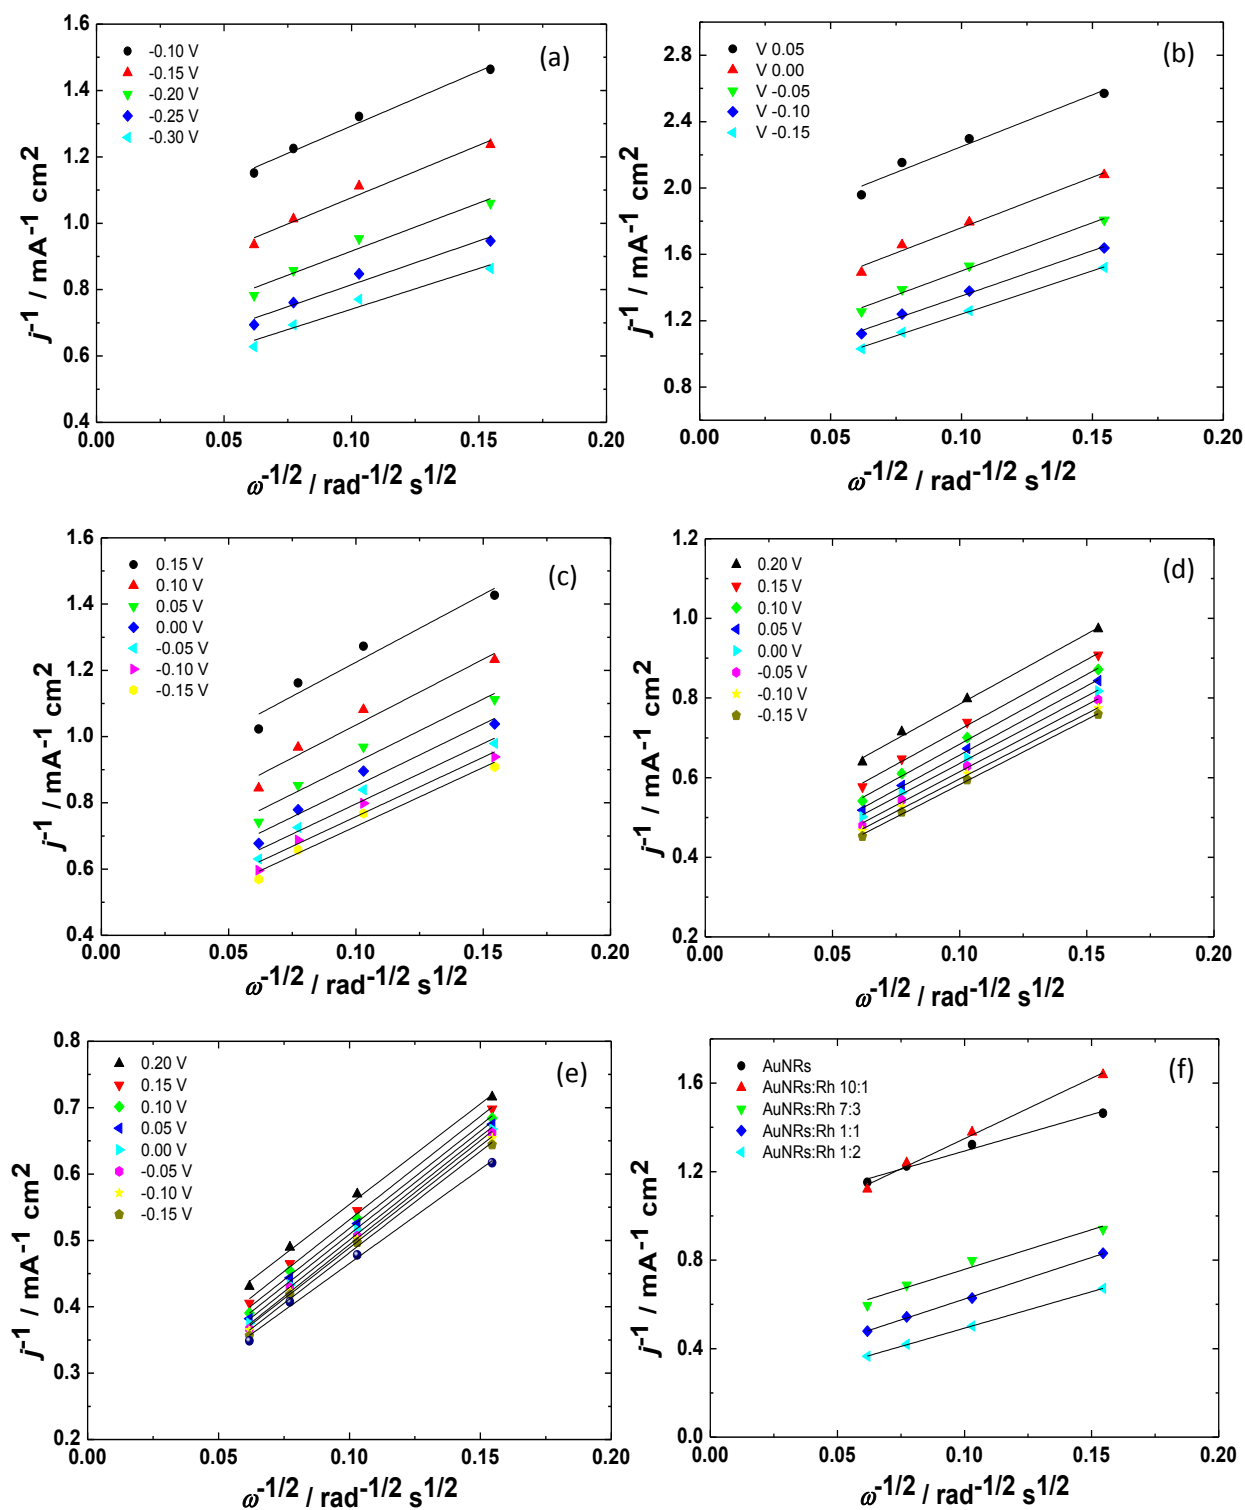 (a)
-0.10 V
-0.15 V
-0.20 V
-0.25 V
-0.30 V
1.6
1.4
1.2
1.0
0.8
0.6
0.4
j-1 / mA-1 cm2
0.00 0.05 0.10 0.15 0.20
ω-1/2 / rad-1/2 s1/2
(b)
V 0.05
V 0.00
V -0.05
V -0.10
V -0.15
2.8
2.4
2.0
1.6
1.2
0.8
j-1 / mA-1 cm2
0.00 0.05 0.10 0.15 0.20
ω-1/2 / rad-1/2 s1/2
(c)
0.15 V
0.10 V
0.05 V
0.00 V
-0.05 V
-0.10 V
-0.15 V
1.6
1.4
1.2
1.0
0.8
0.6
0.4
j-1 / mA-1 cm2
0.00 0.05 0.10 0.15 0.20
ω-1/2 / rad-1/2 s1/2
(d)
0.20 V
0.15 V
0.10 V
0.05 V
0.00 V
-0.05 V
-0.10 V
-0.15 V
1.2
1.0
0.8
0.6
0.4
0.2
j-1 / mA-1 cm2
0.00 0.05 0.10 0.15 0.20
ω-1/2 / rad-1/2 s1/2
(e)
0.20 V
0.15 V
0.10 V
0.05 V
0.00 V
-0.05 V
-0.10 V
-0.15 V
0.8
0.7
0.6
0.5
0.4
0.3
0.2
j-1 / mA-1 cm2
0.00 0.05 0.10 0.15 0.20
ω-1/2 / rad-1/2 s1/2
(f)
AuNRs
AuNRs:Rh 10:1
AuNRs:Rh 7:3
AuNRs:Rh 1:1
AuNRs:Rh 1:2
1.6
1.2
0.8
0.4
0.0
j-1 / mA-1 cm2
0.00 0.05 0.10 0.15 0.20
ω-1/2 / rad-1/2 s1/2